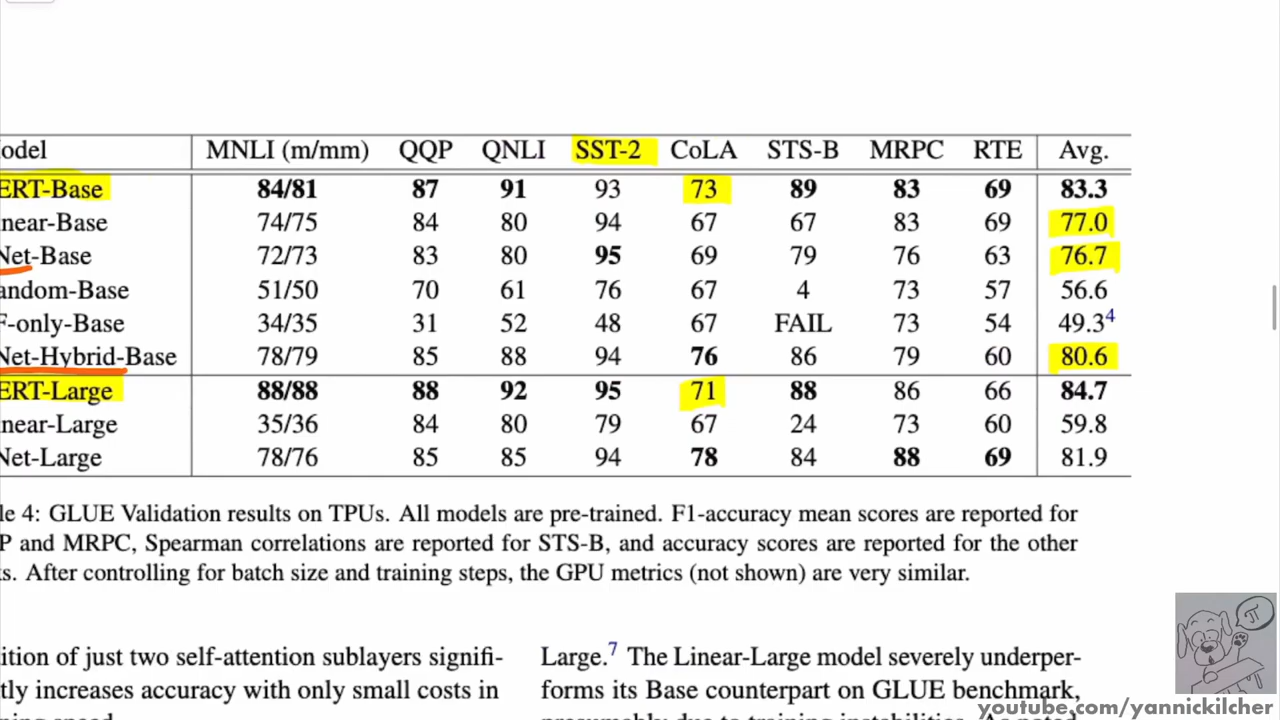 odel MNLI (m/mm) QQP QNLI SST-2 CoLA STS-B MRPC RTE Avg.
ERT-Base 84/81 87 91 93 73 89 83 69 83.3
near-Base 74/75 84 80 94 67 67 83 69 77.0
Net-Base 72/73 83 80 95 69 79 76 63 76.7
andom-Base 51/50 70 61 76 67 4 73 57 56.6
F-only-Base 34/35 31 52 48 67 FAIL 73 54 49.3⁴
Net-Hybrid-Base 78/79 85 88 94 76 86 79 60 80.6
ERT-Large 88/88 88 92 95 71 88 86 66 84.7
near-Large 35/36 84 80 79 67 24 73 60 59.8
Net-Large 78/76 85 85 94 78 84 88 69 81.9
le 4: GLUE Validation results on TPUs. All models are pre-trained. F1-accuracy mean scores are reported for
P and MRPC, Spearman correlations are reported for STS-B, and accuracy scores are reported for the other
s. After controlling for batch size and training steps, the GPU metrics (not shown) are very similar.
ition of just two self-attention sublayers signifi-
tly increases accuracy with only small costs in
Large.⁷ The Linear-Large model severely underper-
forms its Base counterpart on GLUE benchmark,
π
youtube.com/yannickilcher